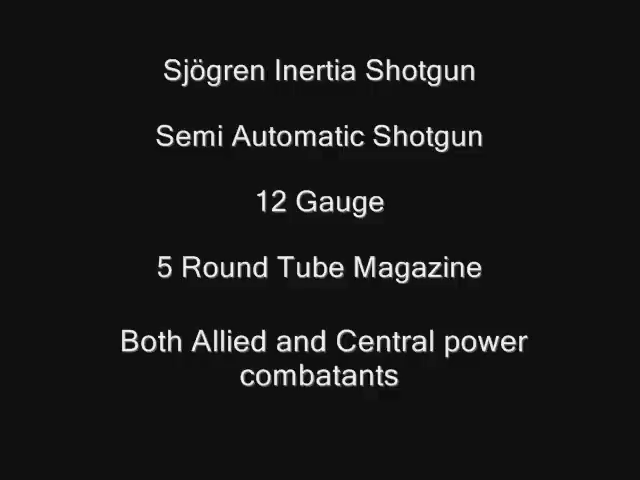 Sjögren Inertia Shotgun
Semi Automatic Shotgun
12 Gauge
5 Round Tube Magazine
Both Allied and Central power
combatants